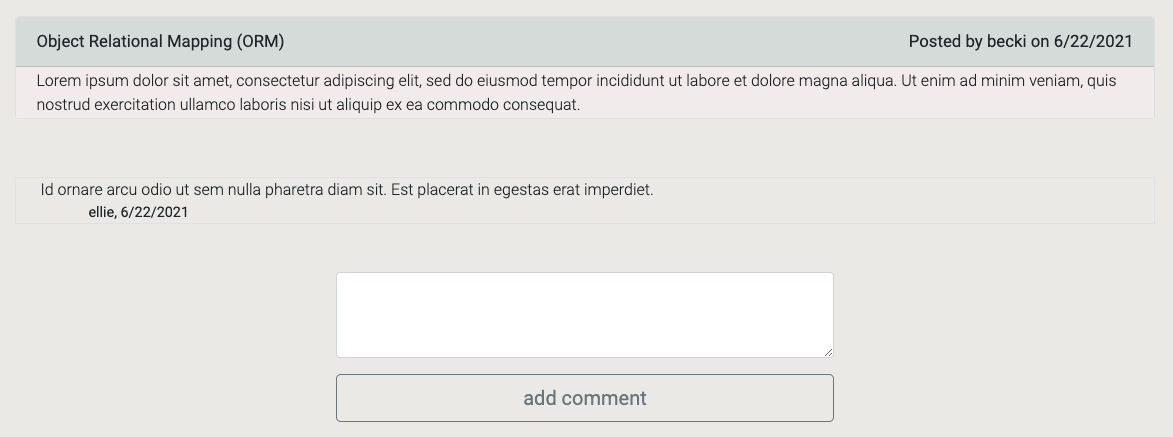 Object Relational Mapping (ORM) Posted by becki on 6/22/2021
Lorem ipsum dolor sit amet, consectetur adipiscing elit, sed do eiusmod tempor incididunt ut labore et dolore magna aliqua. Ut enim ad minim veniam, quis
nostrud exercitation ullamco laboris nisi ut aliquip ex ea commodo consequat.
Id ornare arcu odio ut sem nulla pharetra diam sit. Est placerat in egestas erat imperdiet.
ellie, 6/22/2021
add comment